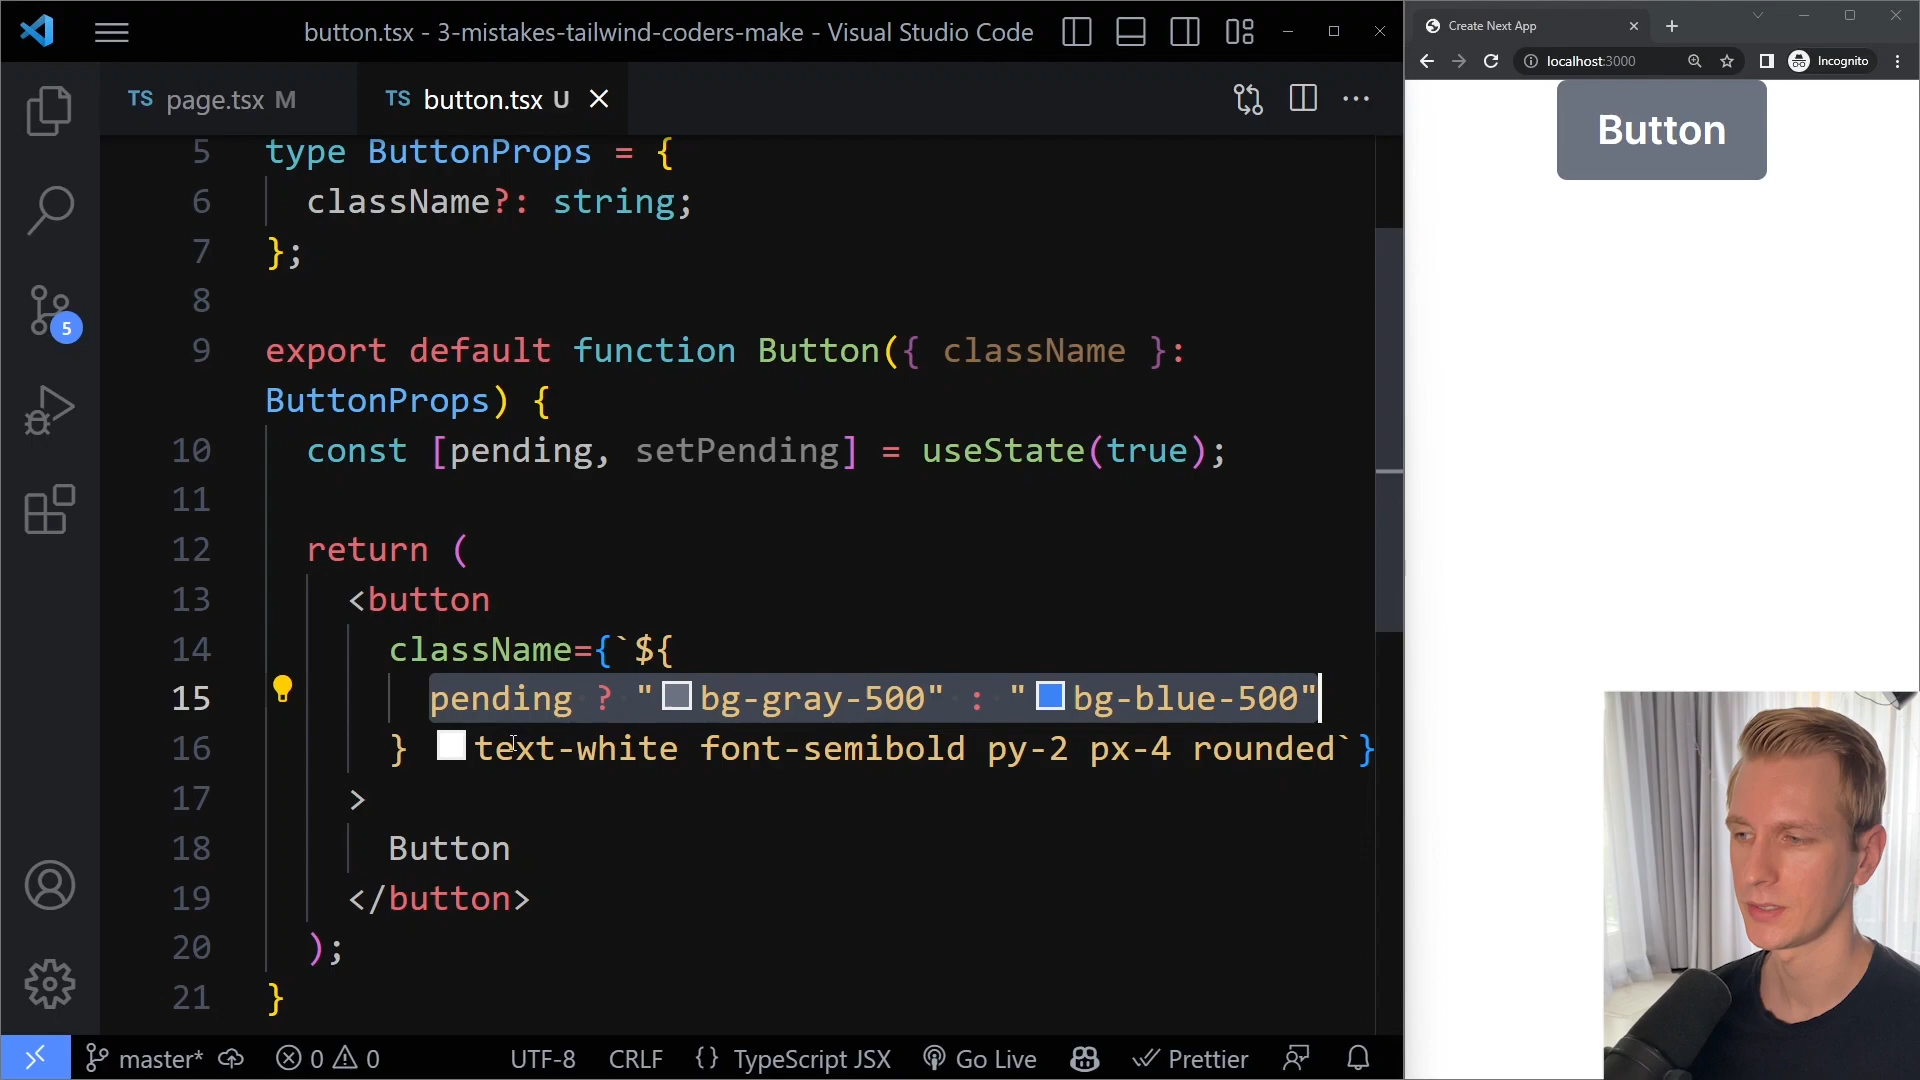 button.tsx - 3-mistakes-tailwind-coders-make - Visual Studio Code
TS page.tsx M
TS button.tsx U
5 type ButtonProps = {
6 className?: string;
7 };
8
9 export default function Button({ className }:
ButtonProps) {
10 const [pending, setPending] = useState(true);
11
12 return (
13 <button
14 className={`${
15 pending ? "bg-gray-500" : "bg-blue-500"
16 } text-white font-semibold py-2 px-4 rounded`}
17 >
18 Button
19 </button>
20 );
21 }
5
master* 0 0 UTF-8 CRLF {} TypeScript JSX Go Live Prettier
Create Next App
localhost:3000 Incognito
Button